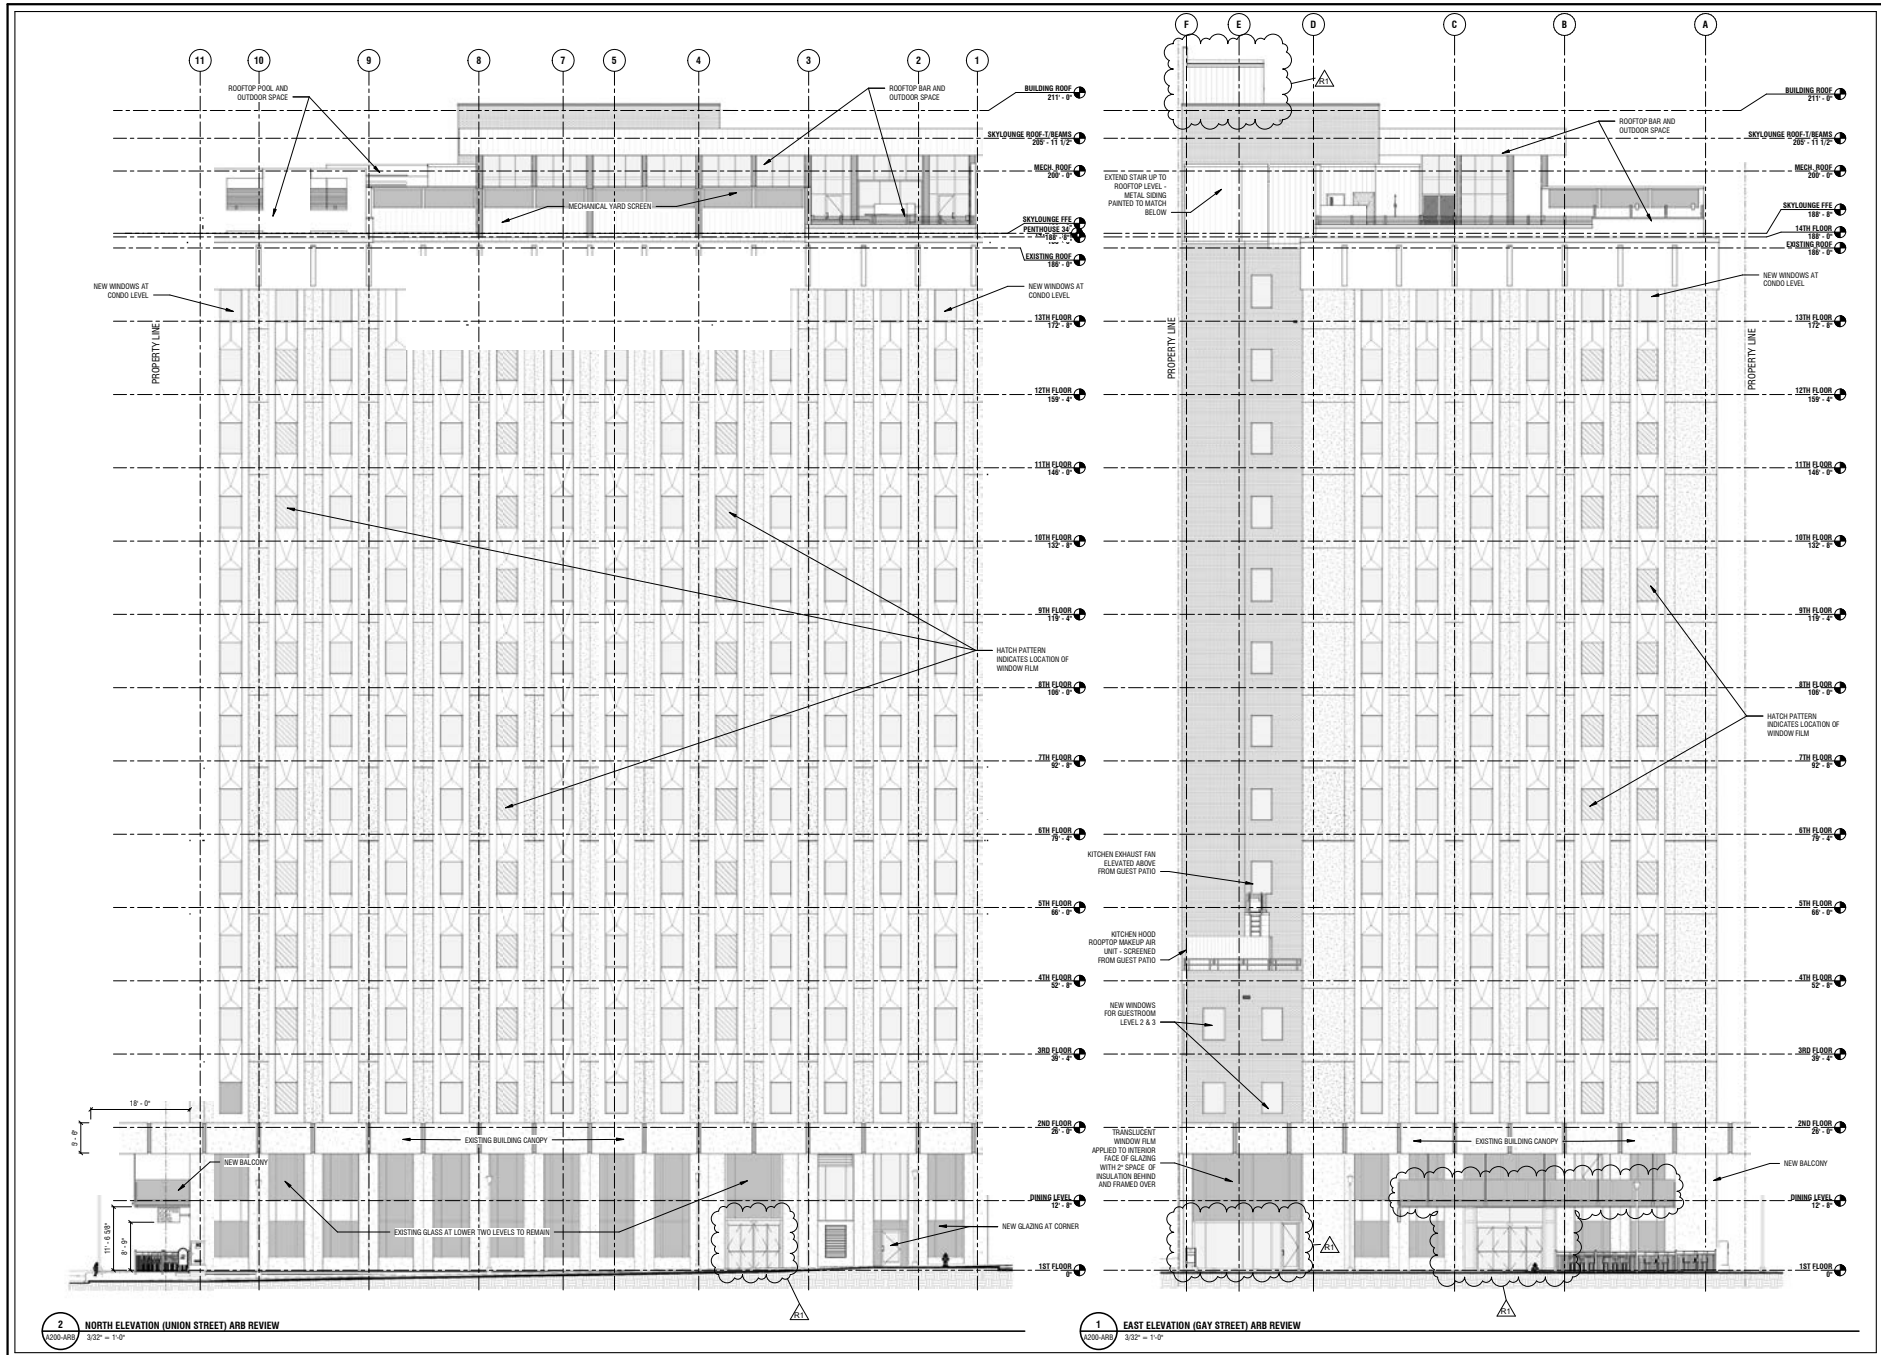 11
10
9
8
7
5
4
3
2
1
ROOFTOP POOL AND
OUTDOOR SPACE
ROOFTOP BAR AND
OUTDOOR SPACE
BUILDING ROOF
211' - 0"
SKYLOUNGE ROOF-T/BEAMS
205' - 11 1/2"
MECH. ROOF
200' - 0"
MECHANICAL YARD SCREEN
SKYLOUNGE FFE
PENTHOUSE 34'
EXISTING ROOF
186' - 0"
NEW WINDOWS AT
CONDO LEVEL
NEW WINDOWS AT
CONDO LEVEL
PROPERTY LINE
13TH FLOOR
172' - 8"
12TH FLOOR
159' - 4"
11TH FLOOR
146' - 0"
10TH FLOOR
132' - 8"
9TH FLOOR
119' - 4"
HATCH PATTERN
INDICATES LOCATION OF
WINDOW FILM
8TH FLOOR
106' - 0"
7TH FLOOR
92' - 8"
6TH FLOOR
79' - 4"
5TH FLOOR
66' - 0"
4TH FLOOR
52' - 8"
3RD FLOOR
39' - 4"
18' - 0"
2ND FLOOR
26' - 0"
EXISTING BUILDING CANOPY
NEW BALCONY
DINING LEVEL
12' - 8"
11' - 6 5/8"
8' - 9"
EXISTING GLASS AT LOWER TWO LEVELS TO REMAIN
NEW GLAZING AT CORNER
1ST FLOOR
0"
R1
2
A200-ARB
NORTH ELEVATION (UNION STREET) ARB REVIEW
3/32" = 1'-0"
F
E
D
C
B
A
R1
BUILDING ROOF
211' - 0"
ROOFTOP BAR AND
OUTDOOR SPACE
SKYLOUNGE ROOF-T/BEAMS
205' - 11 1/2"
MECH. ROOF
200' - 0"
EXTEND STAIR UP TO
ROOFTOP LEVEL -
METAL SIDING
PAINTED TO MATCH
BELOW
SKYLOUNGE FFE
188' - 8"
14TH FLOOR
188' - 0"
EXISTING ROOF
186' - 0"
NEW WINDOWS AT
CONDO LEVEL
PROPERTY LINE
PROPERTY LINE
13TH FLOOR
172' - 8"
12TH FLOOR
159' - 4"
11TH FLOOR
146' - 0"
10TH FLOOR
132' - 8"
9TH FLOOR
119' - 4"
8TH FLOOR
106' - 0"
HATCH PATTERN
INDICATES LOCATION OF
WINDOW FILM
7TH FLOOR
92' - 8"
6TH FLOOR
79' - 4"
KITCHEN EXHAUST FAN
ELEVATED ABOVE
FROM GUEST PATIO
5TH FLOOR
66' - 0"
KITCHEN HOOD
ROOPTOP MAKEUP AIR
UNIT - SCREENED
FROM GUEST PATIO
4TH FLOOR
52' - 8"
NEW WINDOWS
FOR GUESTROOM
LEVEL 2 & 3
3RD FLOOR
39' - 4"
2ND FLOOR
26' - 0"
TRANSLUCENT
WINDOW FILM
APPLIED TO INTERIOR
FACE OF GLAZING
WITH 2" SPACE OF
INSULATION BEHIND
AND FRAMED OVER
EXISTING BUILDING CANOPY
NEW BALCONY
DINING LEVEL
12' - 8"
R1
1ST FLOOR
0"
R1
1
A200-ARB
EAST ELEVATION (GAY STREET) ARB REVIEW
3/32" = 1'-0"